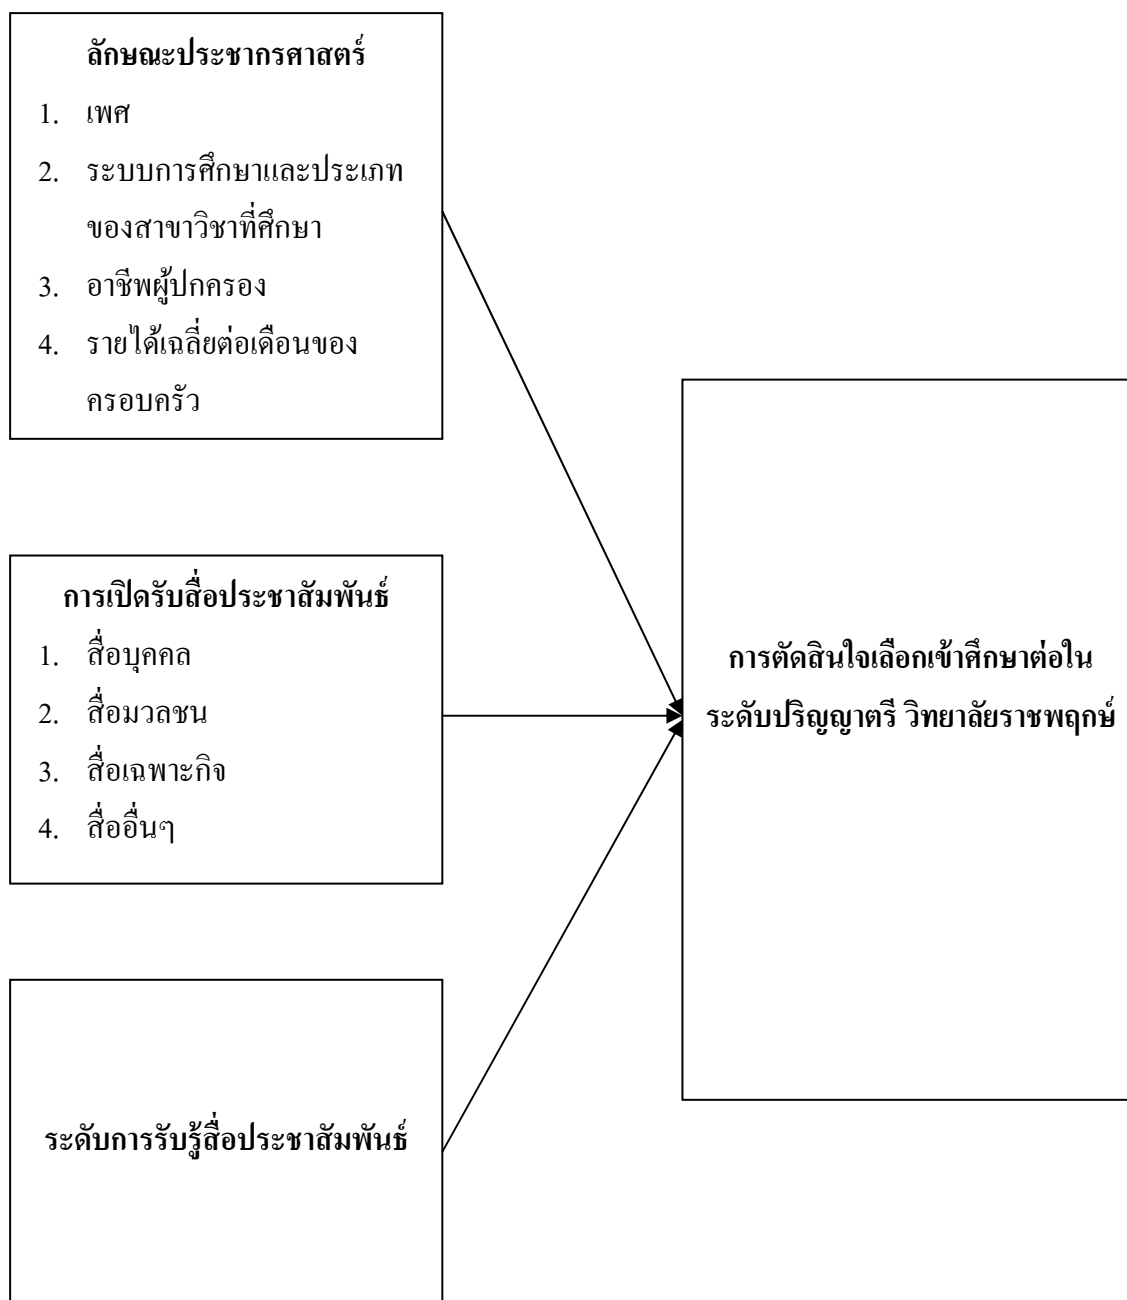 ลักษณะประชากรศาสตร์
1. เพศ
2. ระบบการศึกษาและประเภท
ของสาขาวิชาที่ศึกษา
3. อาชีพผู้ปกครอง
4. รายได้เฉลี่ยต่อเดือนของ
ครอบครัว
การเปิดรับสื่อประชาสัมพันธ์
1. สื่อบุคคล
2. สื่อมวลชน
3. สื่อเฉพาะกิจ
4. สื่ออื่นๆ
ระดับการรับรู้สื่อประชาสัมพันธ์
การตัดสินใจเลือกเข้าศึกษาต่อใน
ระดับปริญญาตรี วิทยาลัยราชพฤกษ์